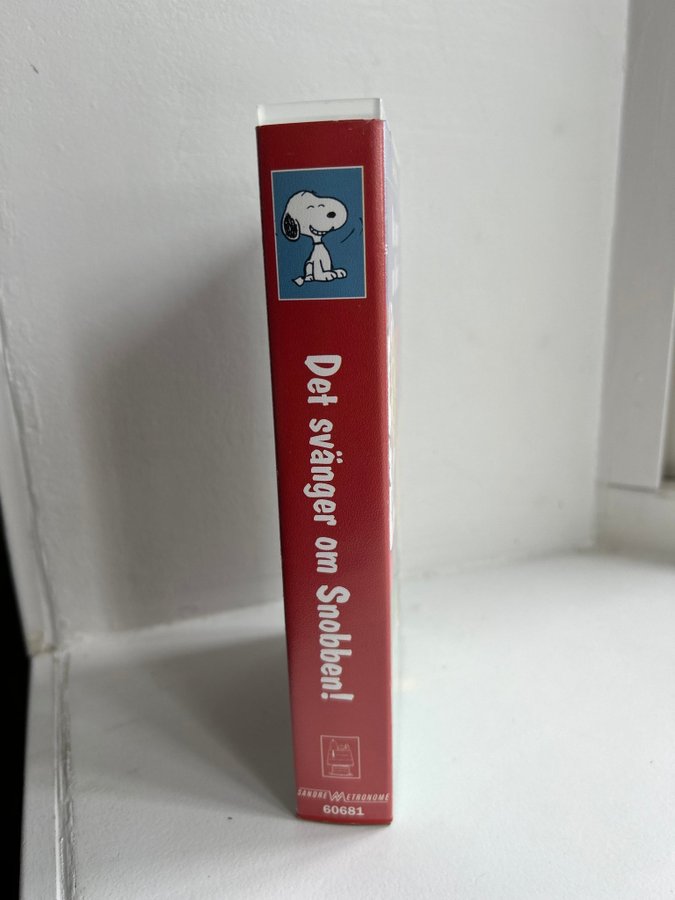 Det svänger om Snobben!
SANDREW METRONOME
60681